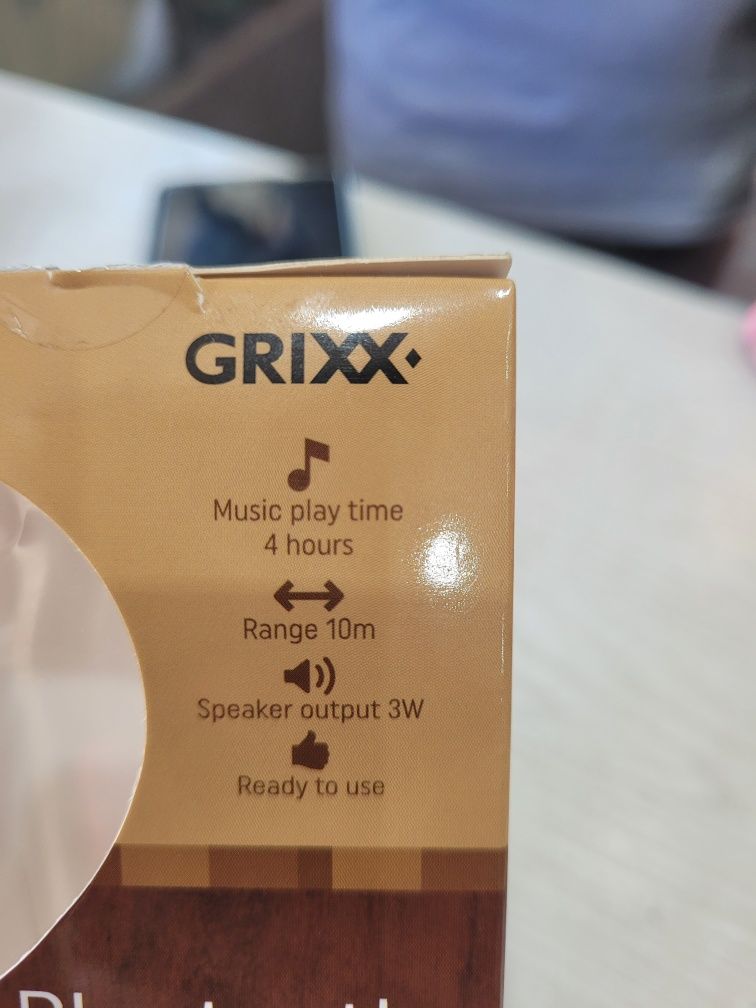 GRIXX
Music play time
4 hours
Range 10m
Speaker output 3W
Ready to use